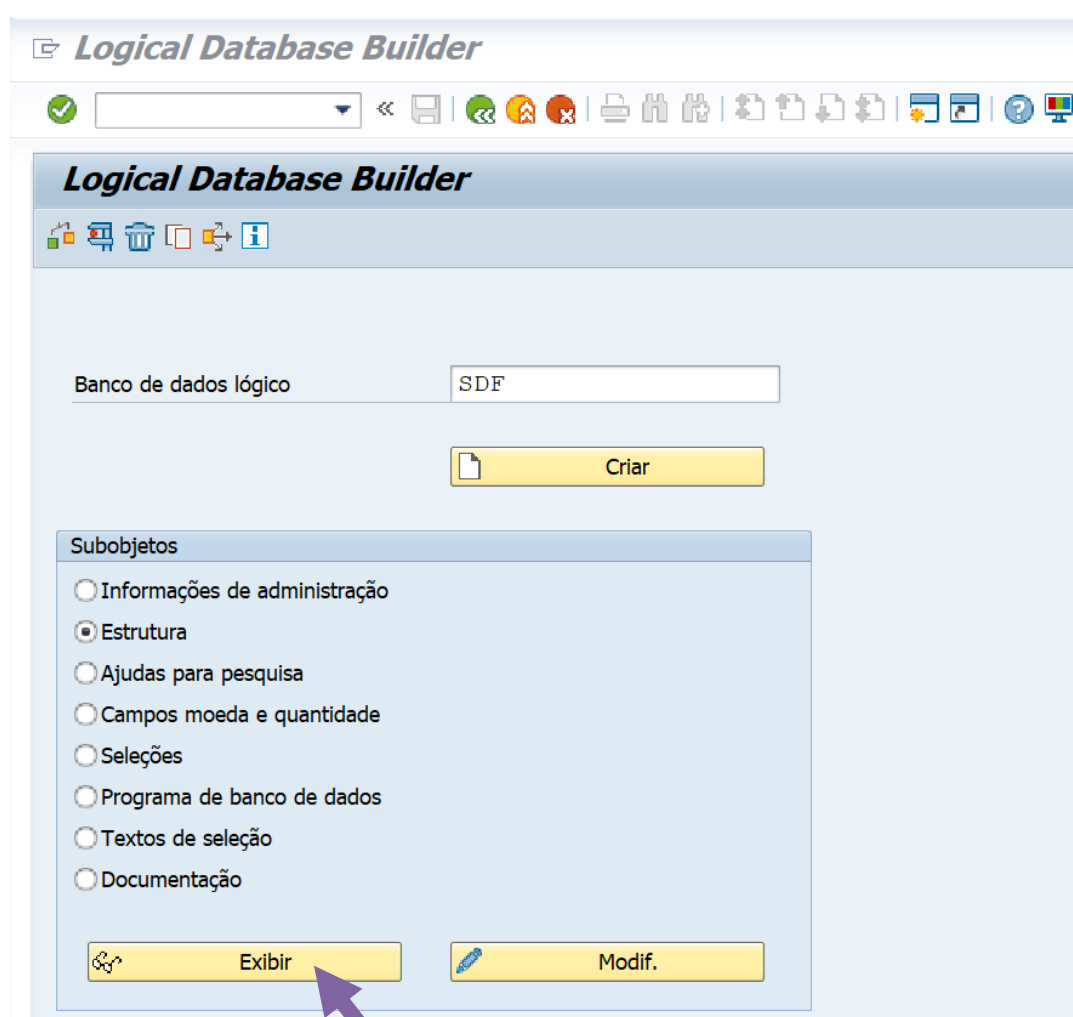 Logical Database Builder
Logical Database Builder
Banco de dados lógico SDF
Criar
Subobjetos
Informações de administração
Estrutura
Ajudas para pesquisa
Campos moeda e quantidade
Seleções
Programa de banco de dados
Textos de seleção
Documentação
Exibir Modif.